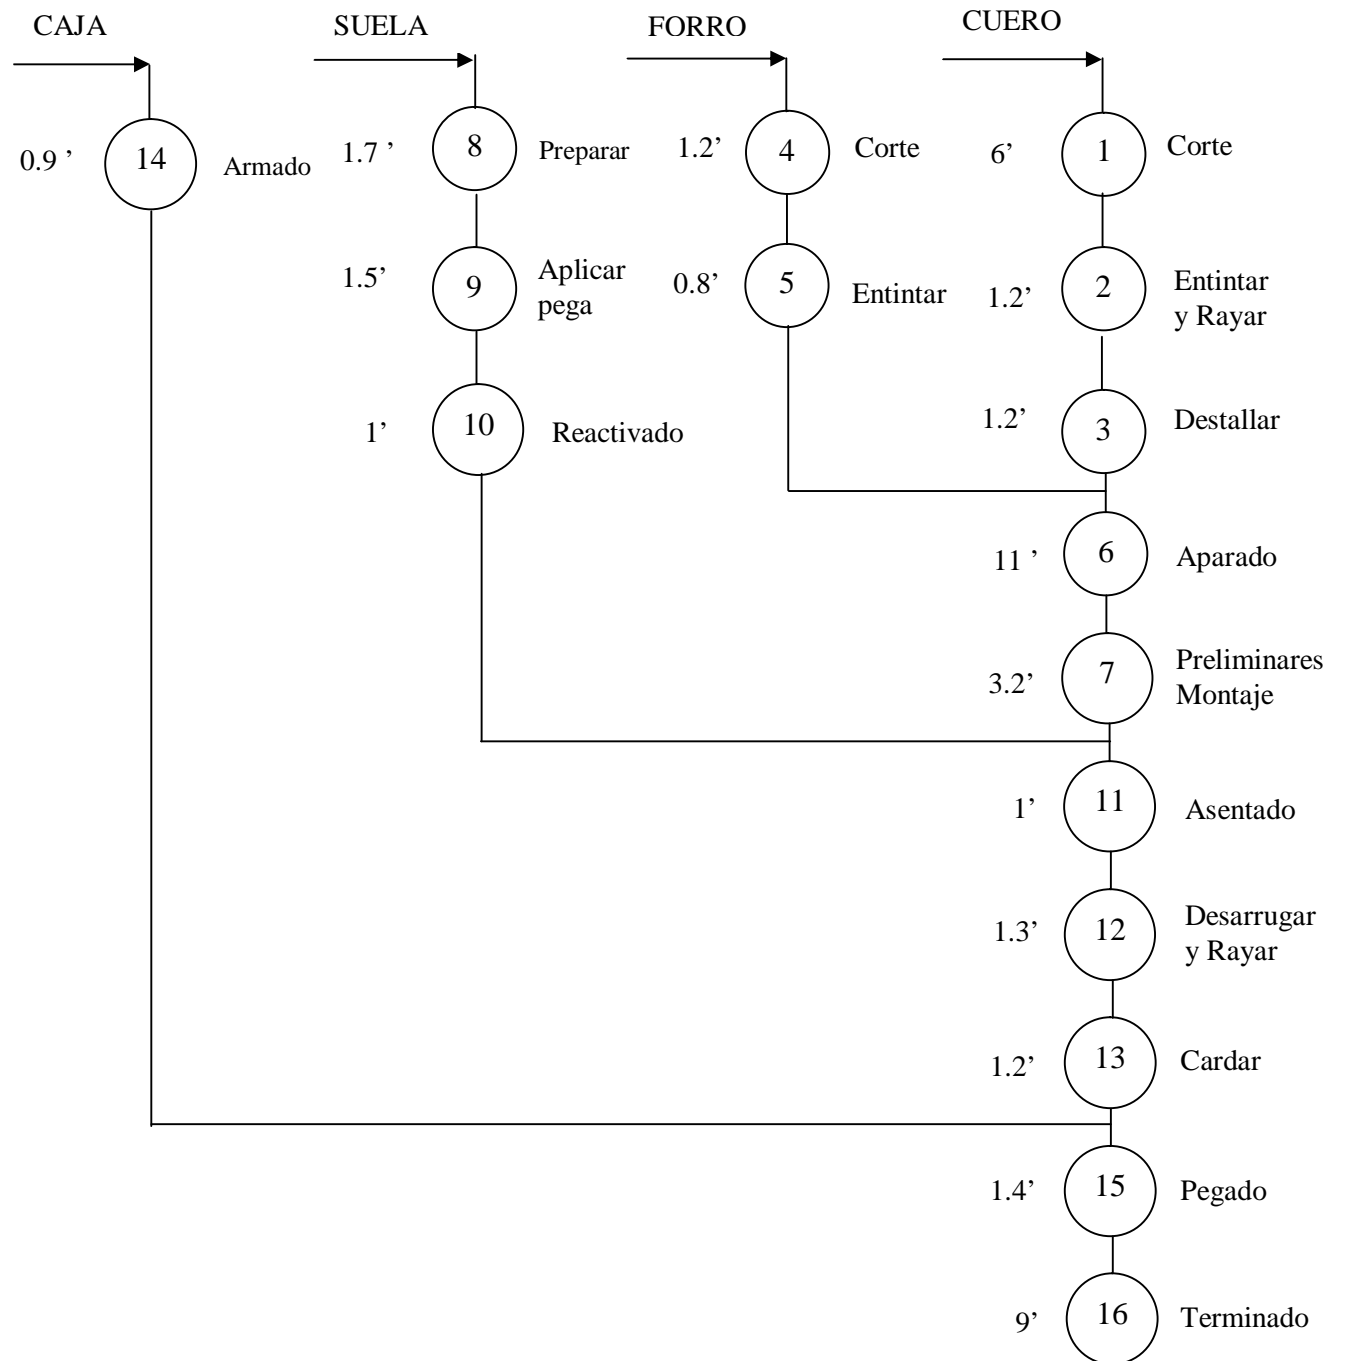 CAJA
SUELA
FORRO
CUERO
0.9 ’
14
Armado
1.7 ’
8
Preparar
1.2’
4
Corte
6’
1
Corte
1.5’
9
Aplicar
pega
0.8’
5
Entintar
1.2’
2
Entintar
y Rayar
1’
10
Reactivado
1.2’
3
Destallar
11 ’
6
Aparado
3.2’
7
Preliminares
Montaje
1’
11
Asentado
1.3’
12
Desarrugar
y Rayar
1.2’
13
Cardar
1.4’
15
Pegado
9’
16
Terminado